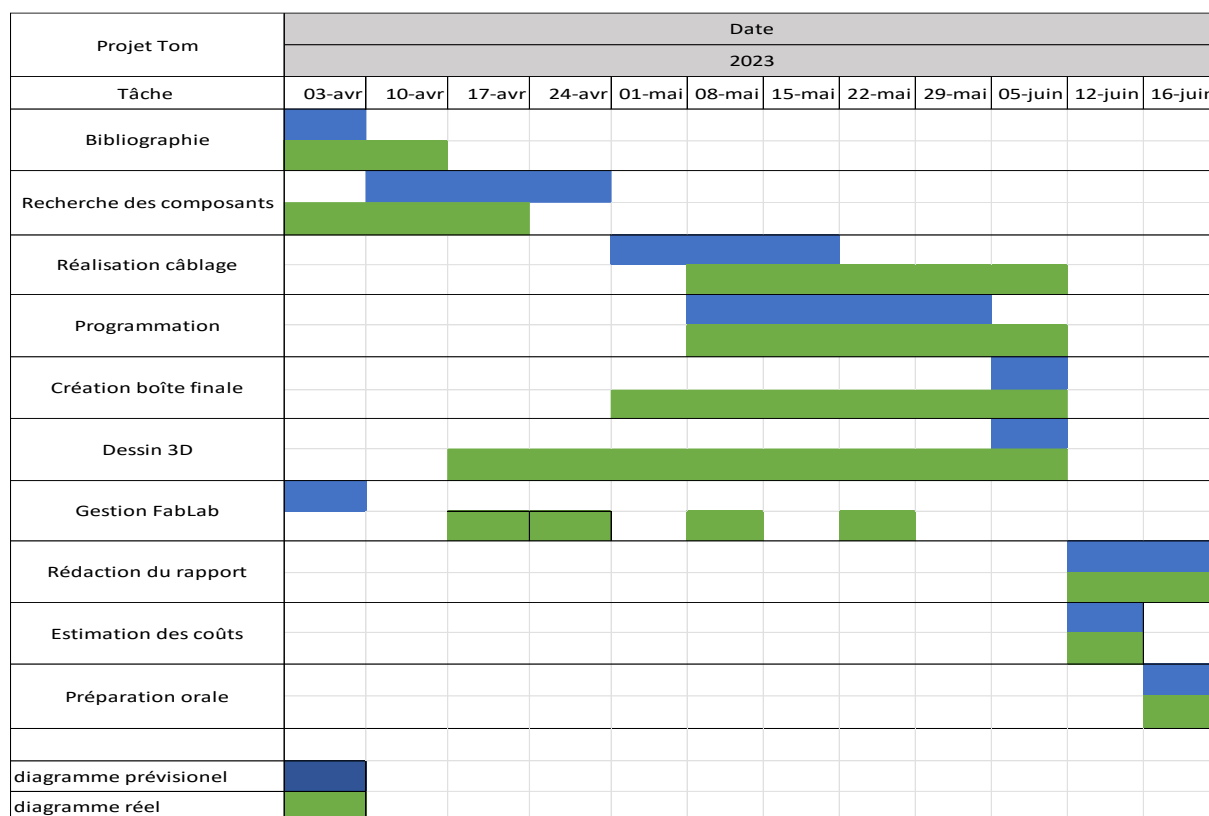 Projet Tom
Date
2023
Tâche 03-avr 10-avr 17-avr 24-avr 01-mai 08-mai 15-mai 22-mai 29-mai 05-juin 12-juin 16-juin
Bibliographie
Recherche des composants
Réalisation câblage
Programmation
Création boîte finale
Dessin 3D
Gestion FabLab
Rédaction du rapport
Estimation des coûts
Préparation orale
diagramme prévisionel
diagramme réel